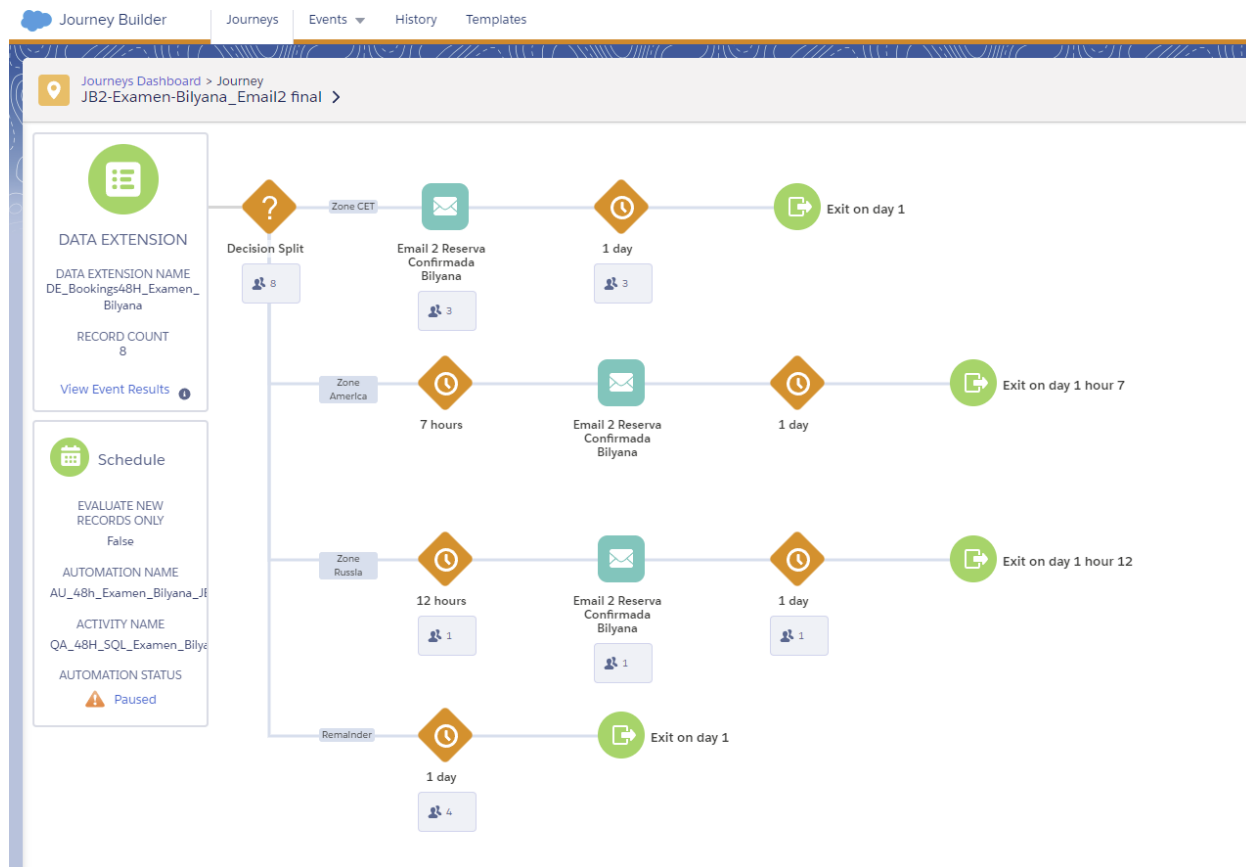 Journey Builder
Journeys
Events
History
Templates
Journeys Dashboard > Journey
JB2-Examen-Bilyana_Email2 final >
DATA EXTENSION
DATA EXTENSION NAME
DE_Bookings48H_Examen_
Bilyana
RECORD COUNT
8
View Event Results
Schedule
EVALUATE NEW
RECORDS ONLY
False
AUTOMATION NAME
AU_48h_Examen_Bilyana_JE
ACTIVITY NAME
QA_48H_SQL_Examen_Bilya
AUTOMATION STATUS
Paused
?
Decision Split
8
Zone CET
Email 2 Reserva
Confirmada
Bilyana
3
1 day
3
Exit on day 1
Zone
America
7 hours
Email 2 Reserva
Confirmada
Bilyana
1 day
Exit on day 1 hour 7
Zone
Russia
12 hours
1
Email 2 Reserva
Confirmada
Bilyana
1
1 day
1
Exit on day 1 hour 12
Remainder
1 day
4
Exit on day 1